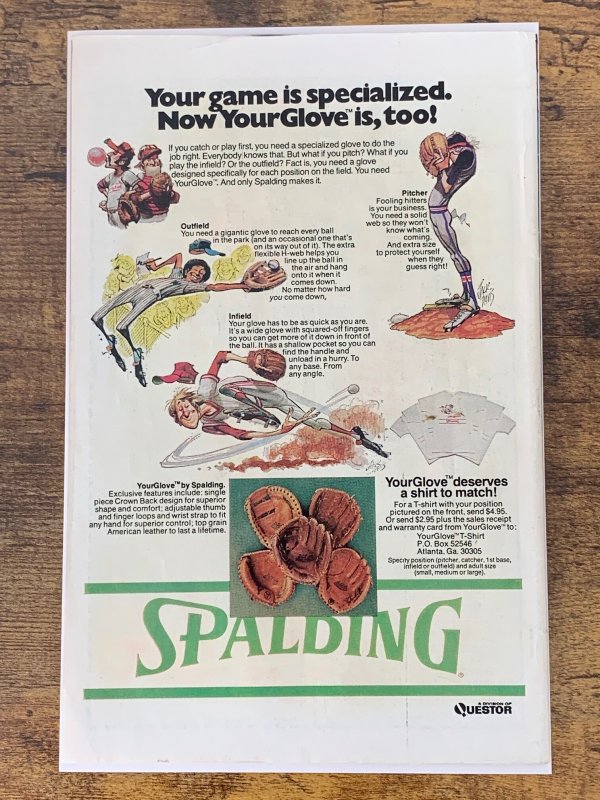 Your game is specialized.
Now YourGlove™ is, too!
If you catch or play first, you need a specialized glove to do the
job right. Everybody knows that. But what if you pitch? What if you
play the infield? Or the outfield? Fact is, you need a glove
designed specifically for each position on the field. You need
YourGlove™. And only Spalding makes it.
Pitcher
Fooling hitters
is your business.
You need a solid
web so they won't
know what's
coming.
And extra size
to protect yourself
when they
guess right!
Outfield
You need a gigantic glove to reach every ball
in the park (and an occasional one that's
on its way out of it). The extra
flexible H-web helps you
line up the ball in
the air and hang
onto it when it
comes down.
No matter how hard
you come down,
Infield
Your glove has to be as quick as you are.
It's a wide glove with squared-off fingers
so you can get more of it down in front of
the ball. It has a shallow pocket so you can
find the handle and
unload in a hurry. To
any base. From
any angle.
YourGlove™ by Spalding.
Exclusive features include: single
piece Crown Back design for superior
shape and comfort; adjustable thumb
and finger loops and wrist strap to fit
any hand for superior control; top grain
American leather to last a lifetime.
YourGlove™ deserves
a shirt to match!
For a T-shirt with your position
pictured on the front, send $4.95.
Or send $2.95 plus the sales receipt
and warranty card from YourGlove™ to:
YourGlove™ T-Shirt
P.O. Box 52546
Atlanta, Ga. 30305
Specify position (pitcher, catcher, 1st base,
infield or outfield) and adult size
(small, medium or large).
SPALDING®
A DIVISION OF
QUESTOR